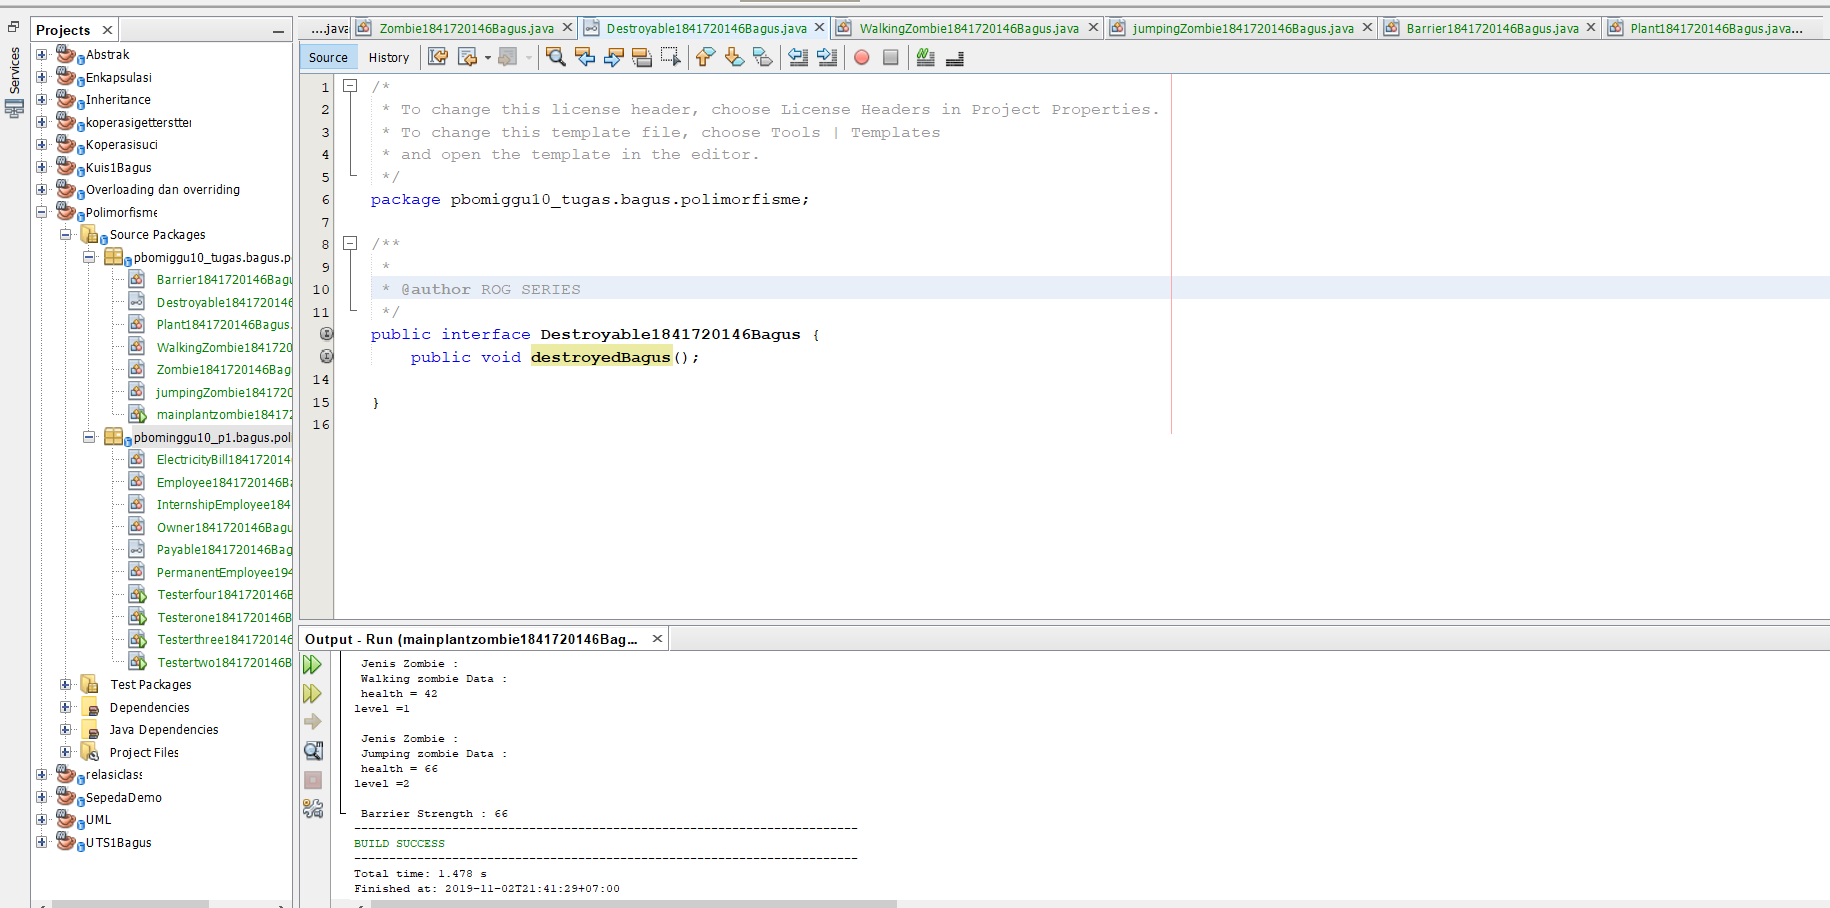 Services
Projects
Abstrak
Enkapsulasi
Inheritance
koperasigetterstter
Koperasisuci
Kuis1Bagus
Overloading dan overriding
Polimorfisme
Source Packages
pbomiggu10_tugas.bagus.p
Barrier1841720146Bagu
Destroyable1841720146
Plant1841720146Bagus.
WalkingZombie1841720
Zombie1841720146Bag
jumpingZombie1841720
mainplantzombie184172
pbominggu10_p1.bagus.poli
ElectricityBill184172014
Employee1841720146Ba
InternshipEmployee184
Owner1841720146Bagu
Payable1841720146Bag
PermanentEmployee194
Testerfour1841720146B
Testerone1841720146B
Testerthree1841720146
Testertwo1841720146B
Test Packages
Dependencies
Java Dependencies
Project Files
relasiclass
SepedaDemo
UML
UTS1Bagus
....java Zombie1841720146Bagus.java Destroyable1841720146Bagus.java WalkingZombie1841720146Bagus.java jumpingZombie1841720146Bagus.java Barrier1841720146Bagus.java Plant1841720146Bagus.java...
Source History
1 /*
2 * To change this license header, choose License Headers in Project Properties.
3 * To change this template file, choose Tools | Templates
4 * and open the template in the editor.
5 */
6 package pbomiggu10_tugas.bagus.polimorfisme;
7
8 /**
9 *
10 * @author ROG SERIES
11 */
public interface Destroyable1841720146Bagus {
public void destroyedBagus();
14
15 }
16
Output - Run (mainplantzombie1841720146Bag...
Jenis Zombie :
Walking zombie Data :
health = 42
level =1
Jenis Zombie :
Jumping zombie Data :
health = 66
level =2
Barrier Strength : 66
------------------------------------------------------------------------
BUILD SUCCESS
------------------------------------------------------------------------
Total time: 1.478 s
Finished at: 2019-11-02T21:41:29+07:00